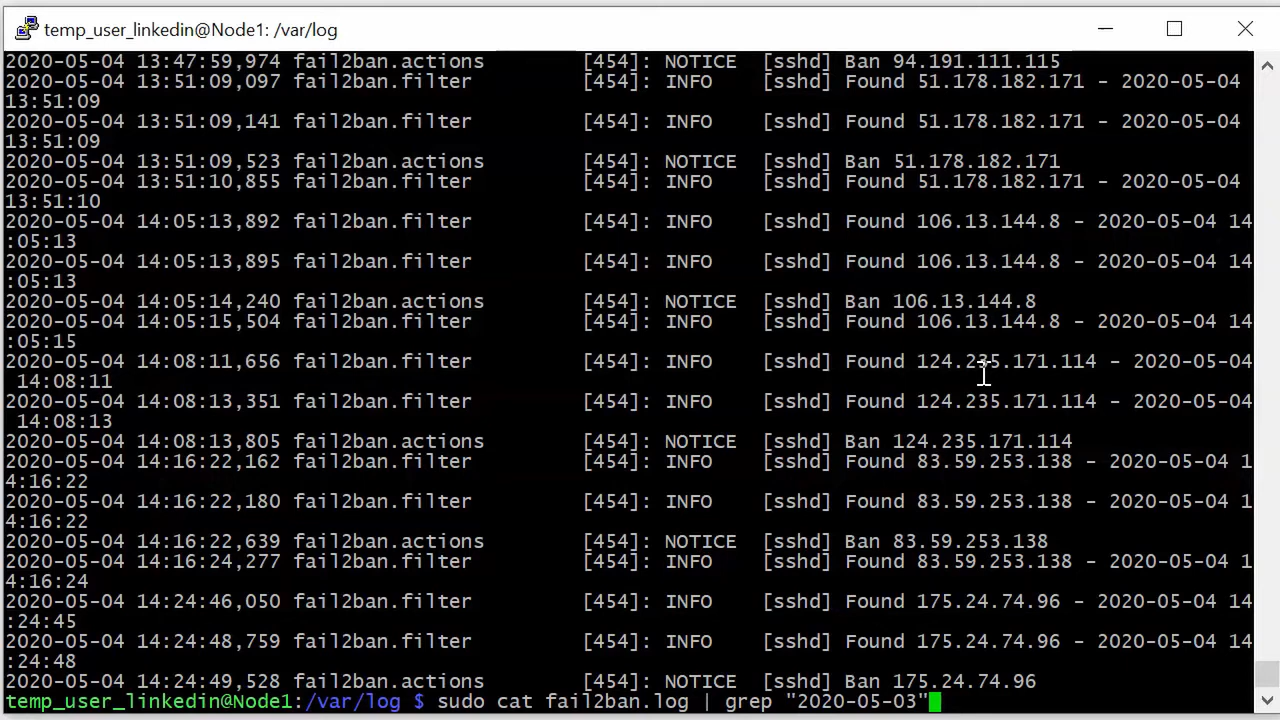 temp_user_linkedin@Node1: /var/log
2020-05-04 13:47:59,974 fail2ban.actions [454]: NOTICE [sshd] Ban 94.191.111.115
2020-05-04 13:51:09,097 fail2ban.filter [454]: INFO [sshd] Found 51.178.182.171 - 2020-05-04
13:51:09
2020-05-04 13:51:09,141 fail2ban.filter [454]: INFO [sshd] Found 51.178.182.171 - 2020-05-04
13:51:09
2020-05-04 13:51:09,523 fail2ban.actions [454]: NOTICE [sshd] Ban 51.178.182.171
2020-05-04 13:51:10,855 fail2ban.filter [454]: INFO [sshd] Found 51.178.182.171 - 2020-05-04
13:51:10
2020-05-04 14:05:13,892 fail2ban.filter [454]: INFO [sshd] Found 106.13.144.8 - 2020-05-04 14
:05:13
2020-05-04 14:05:13,895 fail2ban.filter [454]: INFO [sshd] Found 106.13.144.8 - 2020-05-04 14
:05:13
2020-05-04 14:05:14,240 fail2ban.actions [454]: NOTICE [sshd] Ban 106.13.144.8
2020-05-04 14:05:15,504 fail2ban.filter [454]: INFO [sshd] Found 106.13.144.8 - 2020-05-04 14
:05:15
2020-05-04 14:08:11,656 fail2ban.filter [454]: INFO [sshd] Found 124.235.171.114 - 2020-05-04
14:08:11
2020-05-04 14:08:13,351 fail2ban.filter [454]: INFO [sshd] Found 124.235.171.114 - 2020-05-04
14:08:13
2020-05-04 14:08:13,805 fail2ban.actions [454]: NOTICE [sshd] Ban 124.235.171.114
2020-05-04 14:16:22,162 fail2ban.filter [454]: INFO [sshd] Found 83.59.253.138 - 2020-05-04 1
4:16:22
2020-05-04 14:16:22,180 fail2ban.filter [454]: INFO [sshd] Found 83.59.253.138 - 2020-05-04 1
4:16:22
2020-05-04 14:16:22,639 fail2ban.actions [454]: NOTICE [sshd] Ban 83.59.253.138
2020-05-04 14:16:24,277 fail2ban.filter [454]: INFO [sshd] Found 83.59.253.138 - 2020-05-04 1
4:16:24
2020-05-04 14:24:46,050 fail2ban.filter [454]: INFO [sshd] Found 175.24.74.96 - 2020-05-04 14
:24:45
2020-05-04 14:24:48,759 fail2ban.filter [454]: INFO [sshd] Found 175.24.74.96 - 2020-05-04 14
:24:48
2020-05-04 14:24:49,528 fail2ban.actions [454]: NOTICE [sshd] Ban 175.24.74.96
temp_user_linkedin@Node1:/var/log $ sudo cat fail2ban.log | grep "2020-05-03"